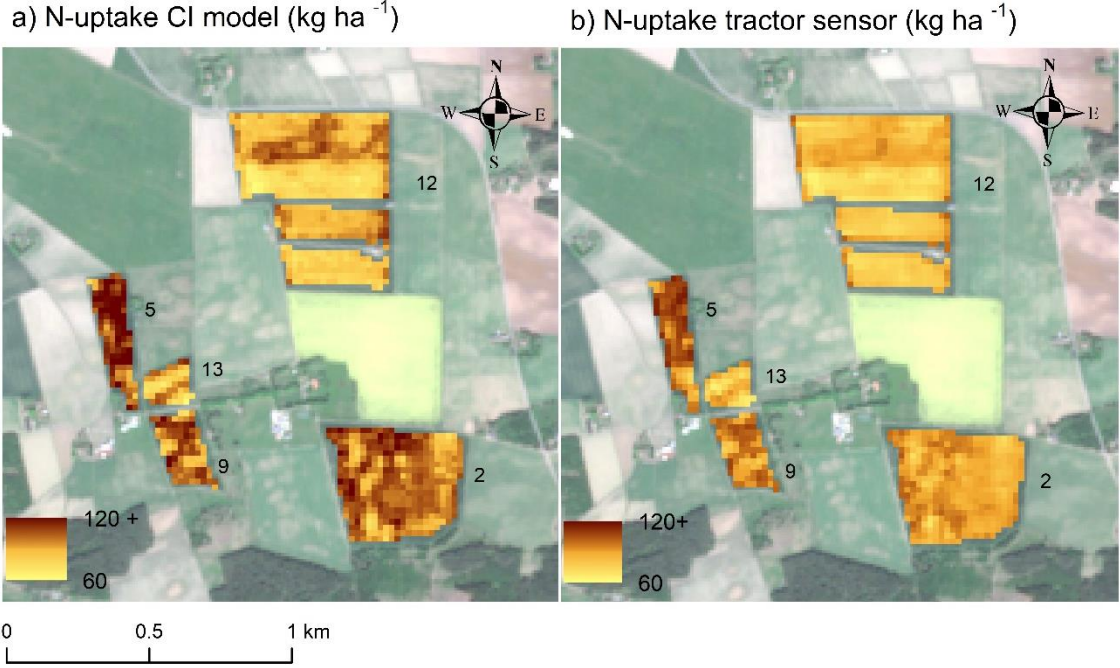 a) N-uptake CI model (kg ha -1)
b) N-uptake tractor sensor (kg ha -1)
N
W E
S
N
W E
S
12
12
5
5
13
13
9
2
9
2
120 +
60
120+
60
0 0.5 1 km